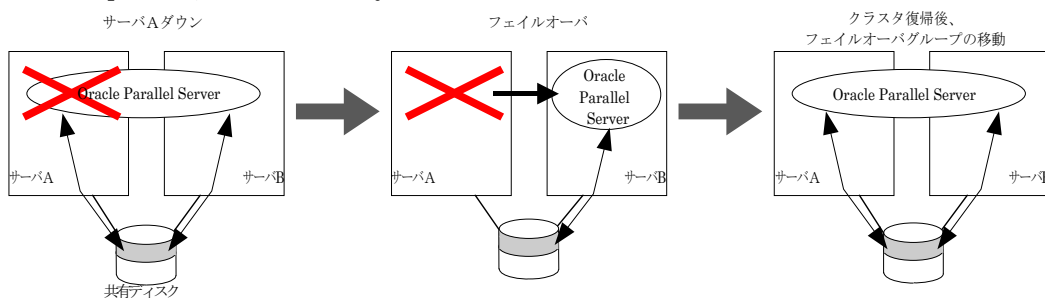 サーバAダウン
フェイルオーバ
クラスタ復帰後、
フェイルオーバグループの移動
Oracle Parallel Server
Oracle
Parallel
Server
Oracle Parallel Server
サーバA
サーバB
サーバA
サーバB
サーバA
サーバB
共有ディスク